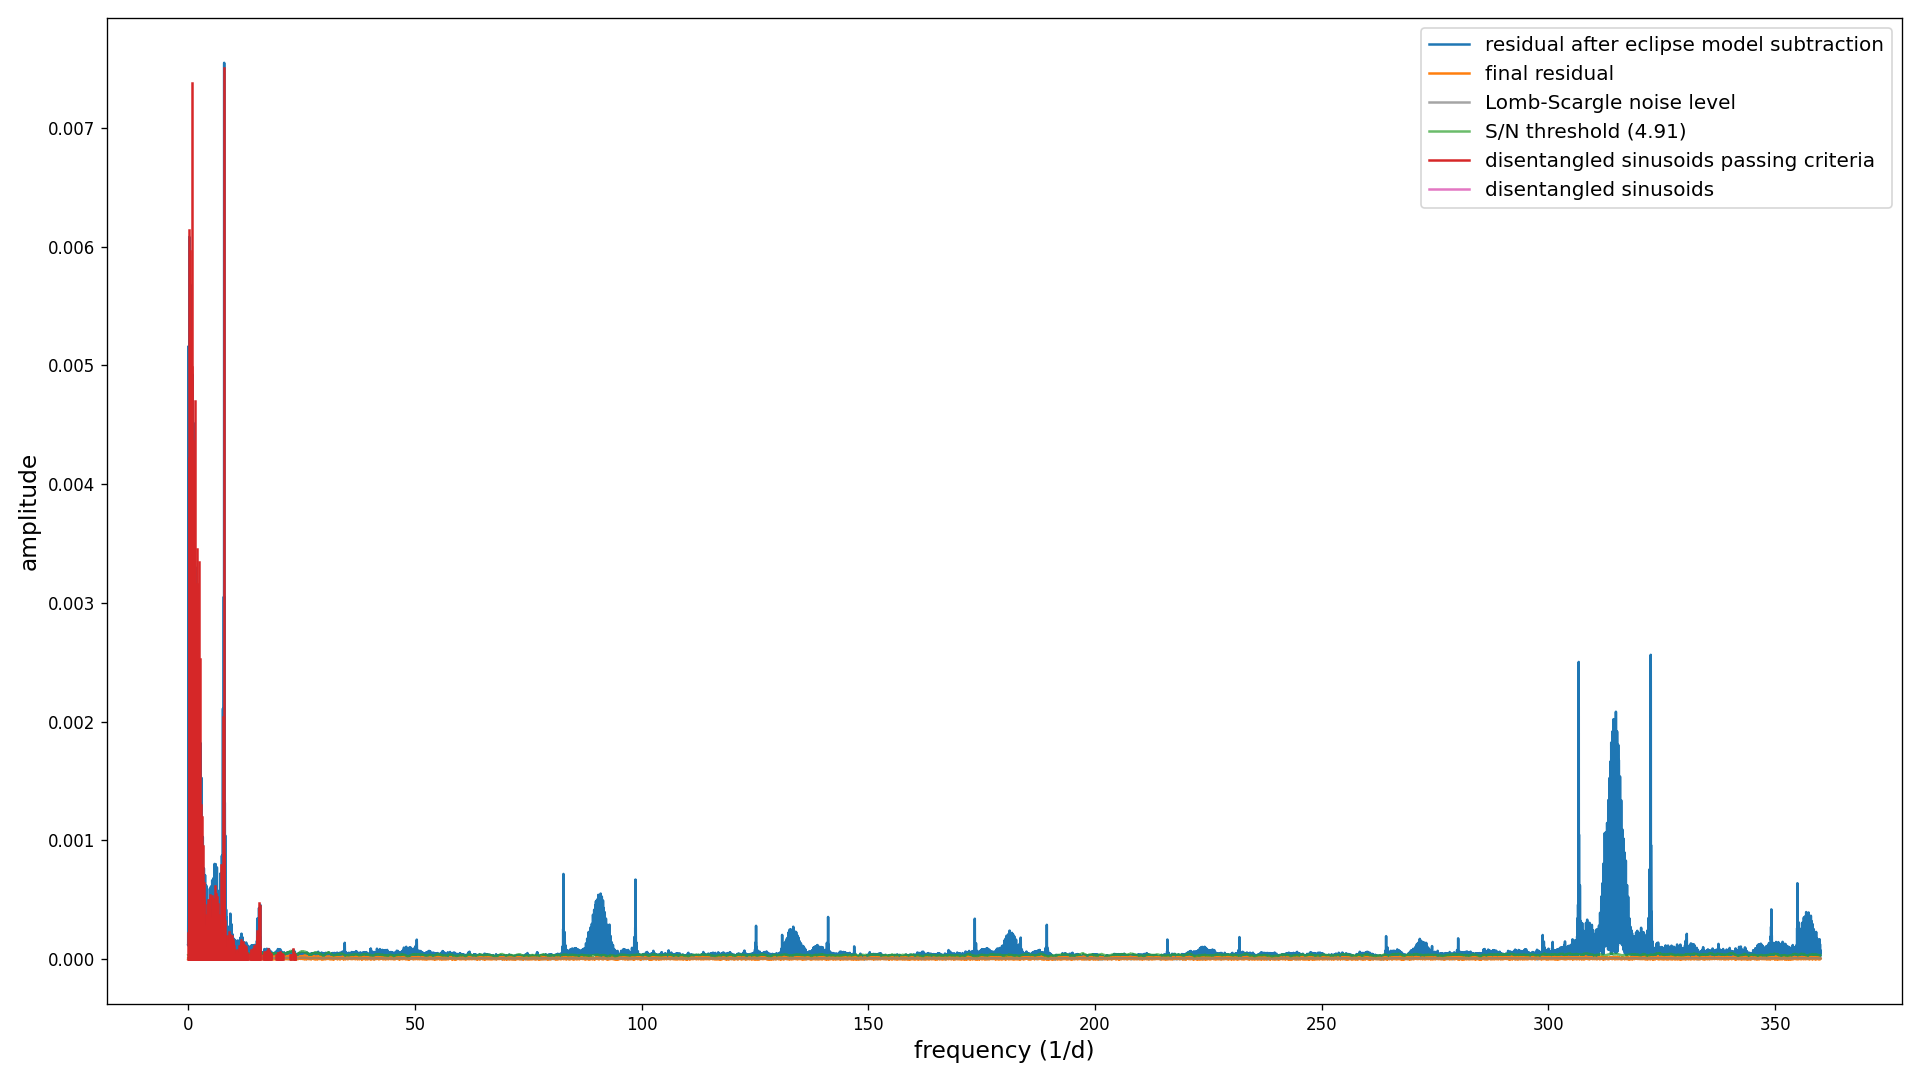 residual after eclipse model subtraction
final residual
Lomb-Scargle noise level
S/N threshold (4.91)
disentangled sinusoids passing criteria
disentangled sinusoids
0.007
0.006
0.005
0.004
0.003
0.002
0.001
0.000
amplitude
0 50 100 150 200 250 300 350
frequency (1/d)